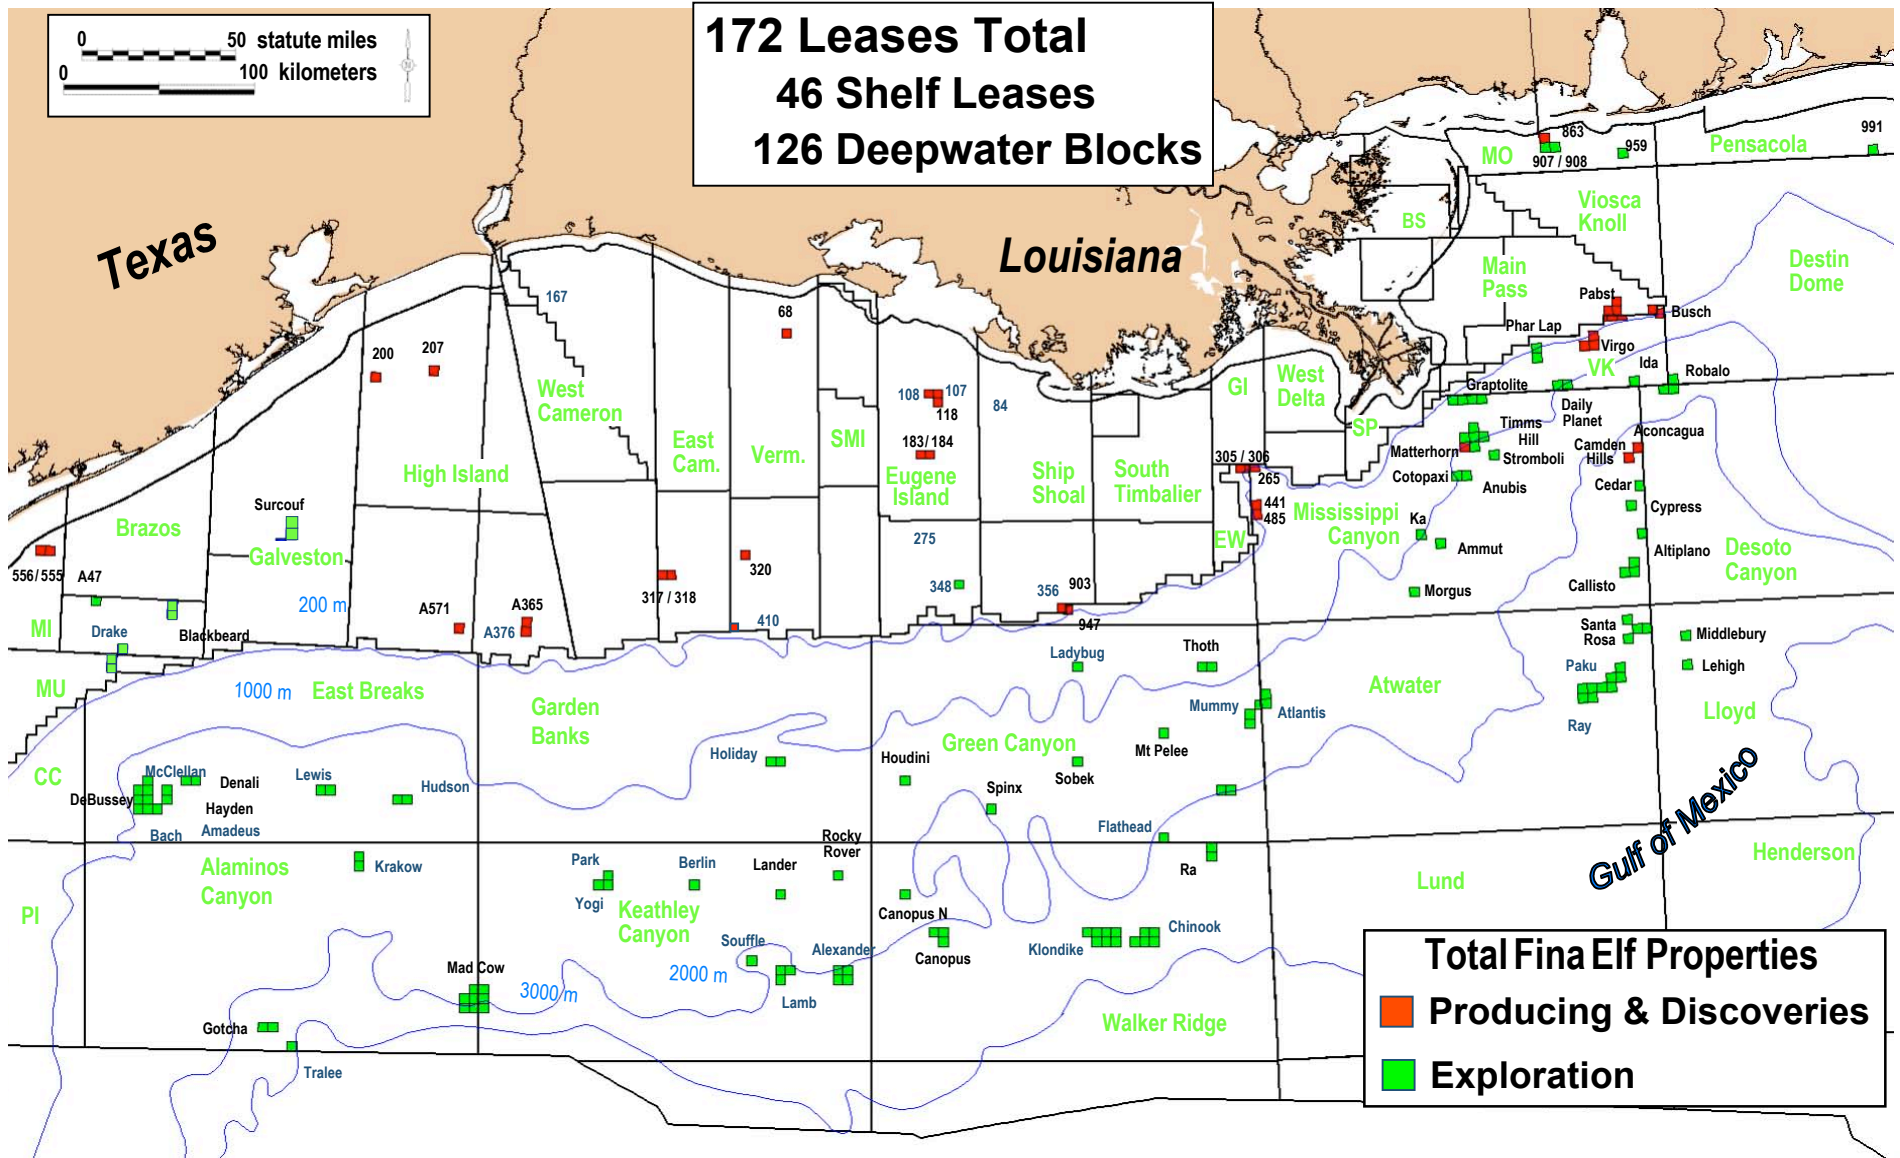 0 50 statute miles
0 100 kilometers
172 Leases Total
46 Shelf Leases
126 Deepwater Blocks
Texas
Louisiana
863
MO
907 / 908
959
Pensacola
991
BS
Viosca
Knoll
Main
Pass
Destin
Dome
Pabst
Busch
Phar Lap
Virgo
VK
Ida
Robalo
167
68
200
207
West
Cameron
High Island
East
Cam.
Verm.
SMI
108
107
118
183/ 184
Eugene
Island
84
Ship
Shoal
South
Timbalier
GI
West
Delta
SP
305 / 306
265
441
485
EW
Graptolite
Daily
Planet
Timms
Hill
Matterhorn
Stromboli
Cotopaxi
Anubis
Camden
Hills
Aconcagua
Cedar
Cypress
Altiplano
Callisto
Mississippi
Canyon
Ka
Ammut
Morgus
Desoto
Canyon
Brazos
Surcouf
Galveston
200 m
556 / 555
A47
MI
Drake
Blackbeard
A571
A365
A376
317 / 318
320
410
275
348
356
903
947
MU
1000 m
East Breaks
Garden
Banks
Ladybug
Thoth
Mummy
Atlantis
Atwater
Santa
Rosa
Middlebury
Paku
Lehigh
Ray
Lloyd
CC
McClellan
Denali
DeBussey
Hayden
Bach
Amadeus
Lewis
Hudson
Holiday
Houdini
Green Canyon
Sobek
Mt Pelee
Spinx
Flathead
Ra
Gulf of Mexico
Henderson
Lund
PI
Alaminos
Canyon
Krakow
Park
Yogi
Berlin
Lander
Rocky
Rover
Keathley
Canyon
Canopus N
Canopus
Klondike
Chinook
Souffle
Alexander
Lamb
2000 m
3000 m
Mad Cow
Gotcha
Tralee
Walker Ridge
Total Fina Elf Properties
Producing & Discoveries
Exploration